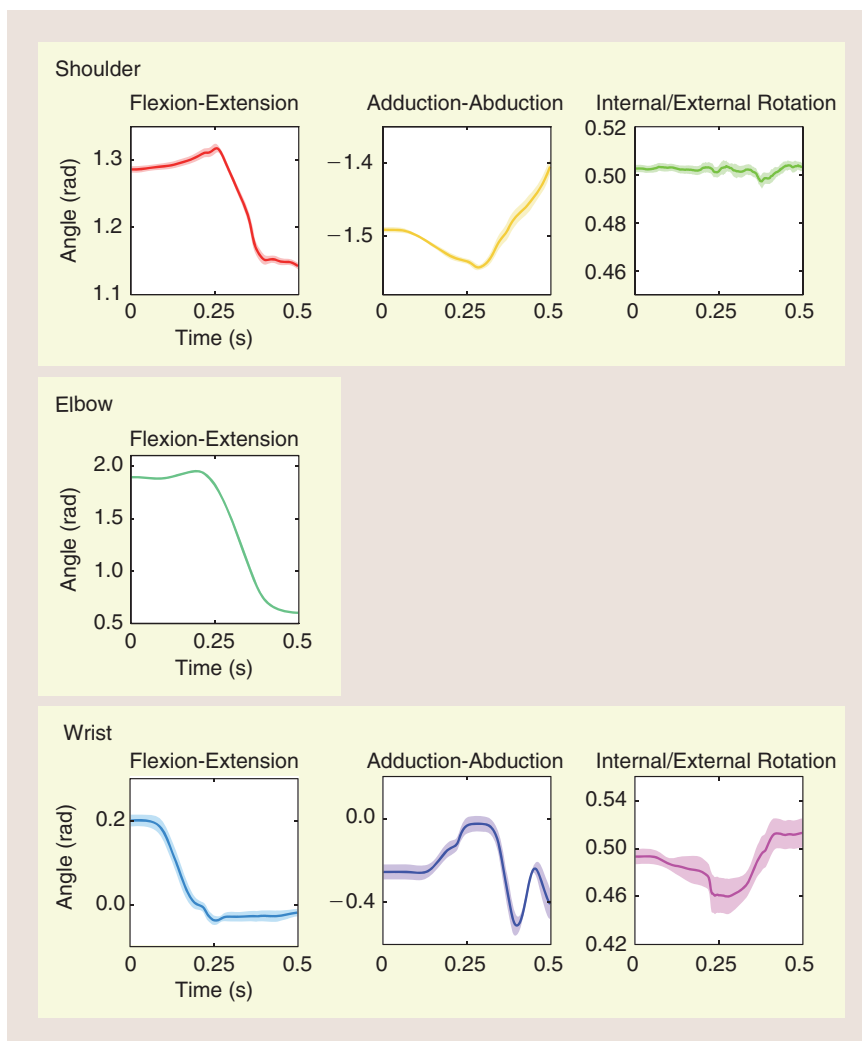 Shoulder
Flexion-Extension
Adduction-Abduction
Internal/External Rotation
Angle (rad)
1.3
1.2
1.1
0 0.25 0.5
Time (s)
−1.4
−1.5
0 0.25 0.5
0.52
0.50
0.48
0.46
0 0.25 0.5
Elbow
Flexion-Extension
Angle (rad)
2.0
1.5
1.0
0.5
0 0.25 0.5
Time (s)
Wrist
Flexion-Extension
Adduction-Abduction
Internal/External Rotation
Angle (rad)
0.2
0.0
0 0.25 0.5
Time (s)
0.0
−0.4
0 0.25 0.5
0.54
0.50
0.46
0.42
0 0.25 0.5